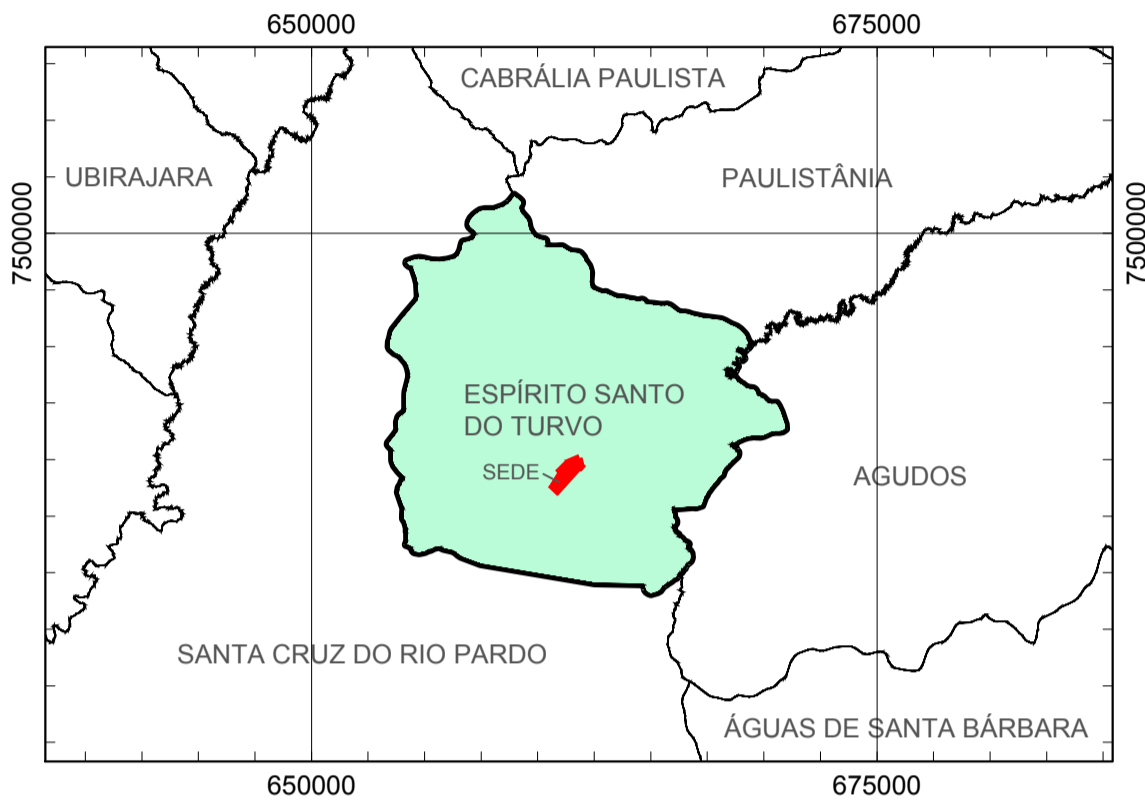 650000
675000
CABRÁLIA PAULISTA
UBIRAJARA
PAULISTÂNIA
7500000
7500000
ESPÍRITO SANTO
DO TURVO
SEDE
AGUDOS
SANTA CRUZ DO RIO PARDO
ÁGUAS DE SANTA BÁRBARA
650000
675000